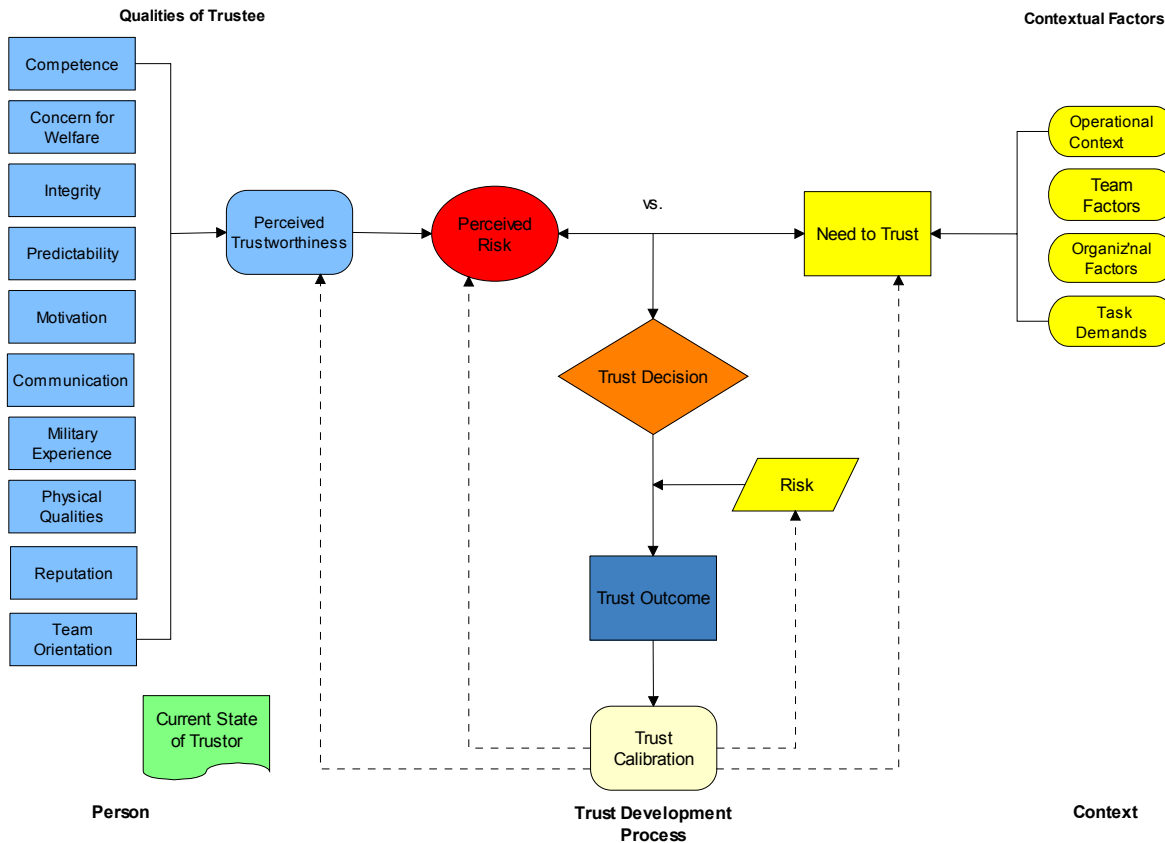 Qualities of Trustee
Contextual Factors
Competence
Concern for
Welfare
Integrity
Predictability
Motivation
Communication
Military
Experience
Physical
Qualities
Reputation
Team
Orientation
Current State
of Trustor
Person
Perceived
Trustworthiness
Perceived
Risk
vs.
Need to Trust
Operational
Context
Team
Factors
Organiz'nal
Factors
Task
Demands
Trust Decision
Risk
Trust Outcome
Trust
Calibration
Trust Development
Process
Context